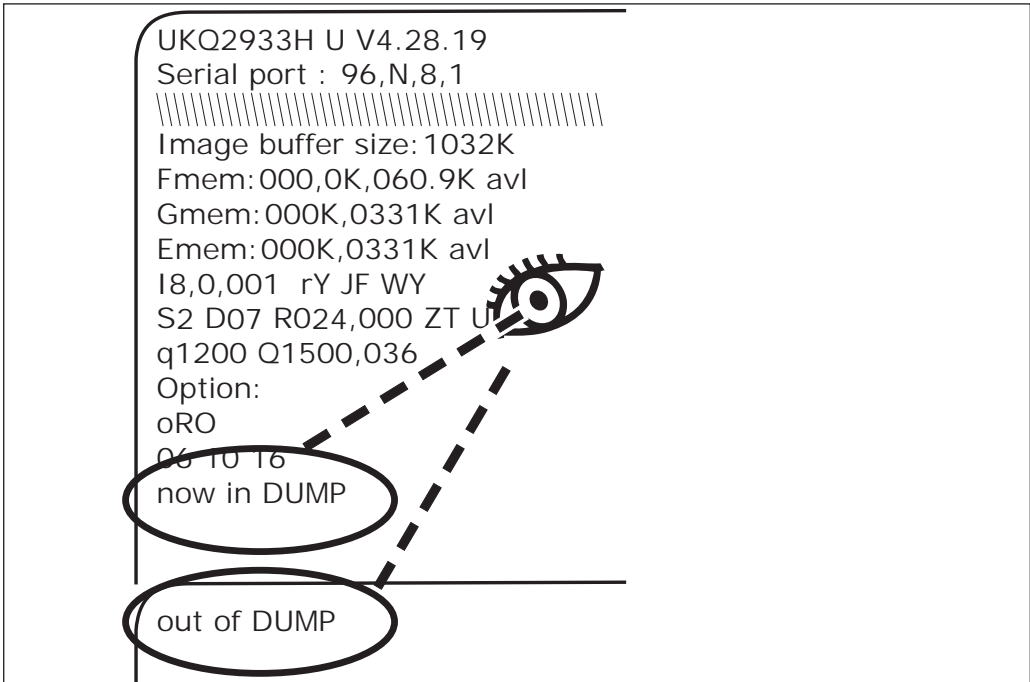 UKQ2933H U V4.28.19
Serial port : 96,N,8,1
Image buffer size:1032K
Fmem:000,0K,060.9K avl
Gmem:000K,0331K avl
Emem:000K,0331K avl
I8,0,001 rY JF WY
S2 D07 R024,000 ZT U
q1200 Q1500,036
Option:
oRO
06 10 16
now in DUMP
out of DUMP